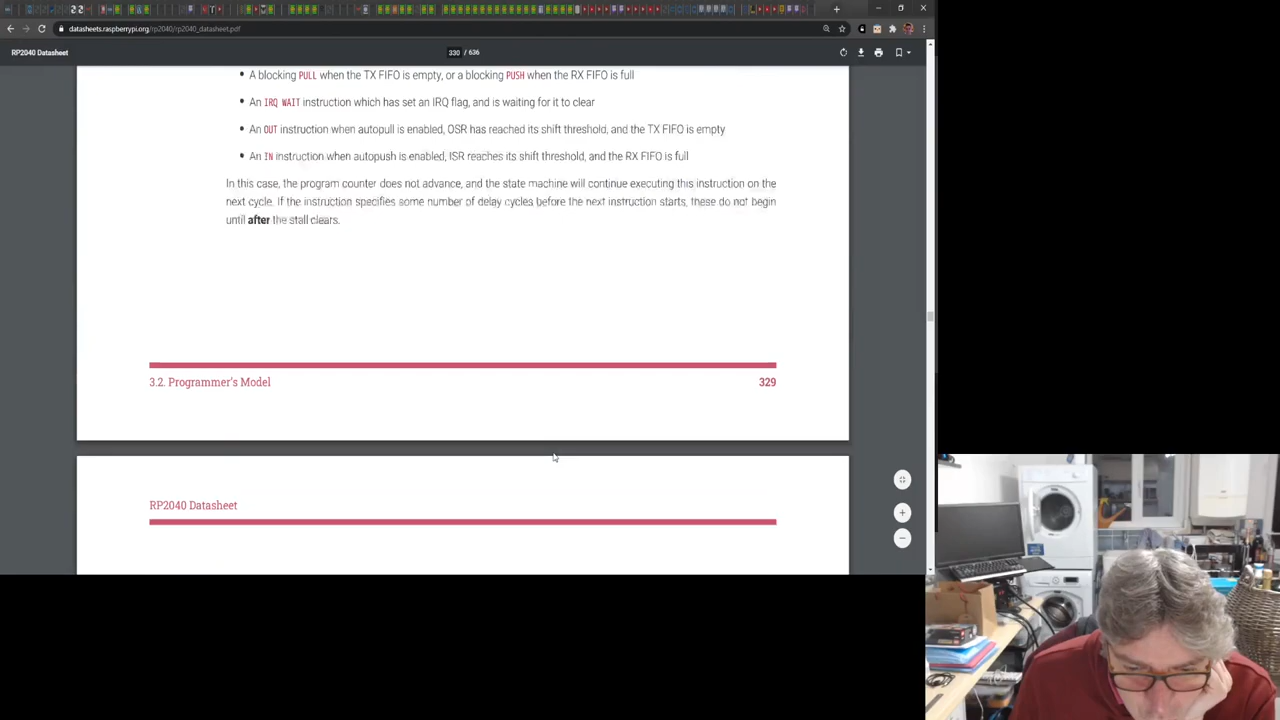 datasheets.raspberrypi.org/rp2040/rp2040_datasheet.pdf
RP2040 Datasheet
330 / 636
• A blocking PULL when the TX FIFO is empty, or a blocking PUSH when the RX FIFO is full
• An IRQ WAIT instruction which has set an IRQ flag, and is waiting for it to clear
• An OUT instruction when autopull is enabled, OSR has reached its shift threshold, and the TX FIFO is empty
• An IN instruction when autopush is enabled, ISR reaches its shift threshold, and the RX FIFO is full
In this case, the program counter does not advance, and the state machine will continue executing this instruction on the
next cycle. If the instruction specifies some number of delay cycles before the next instruction starts, these do not begin
until after the stall clears.
3.2. Programmer's Model
329
RP2040 Datasheet